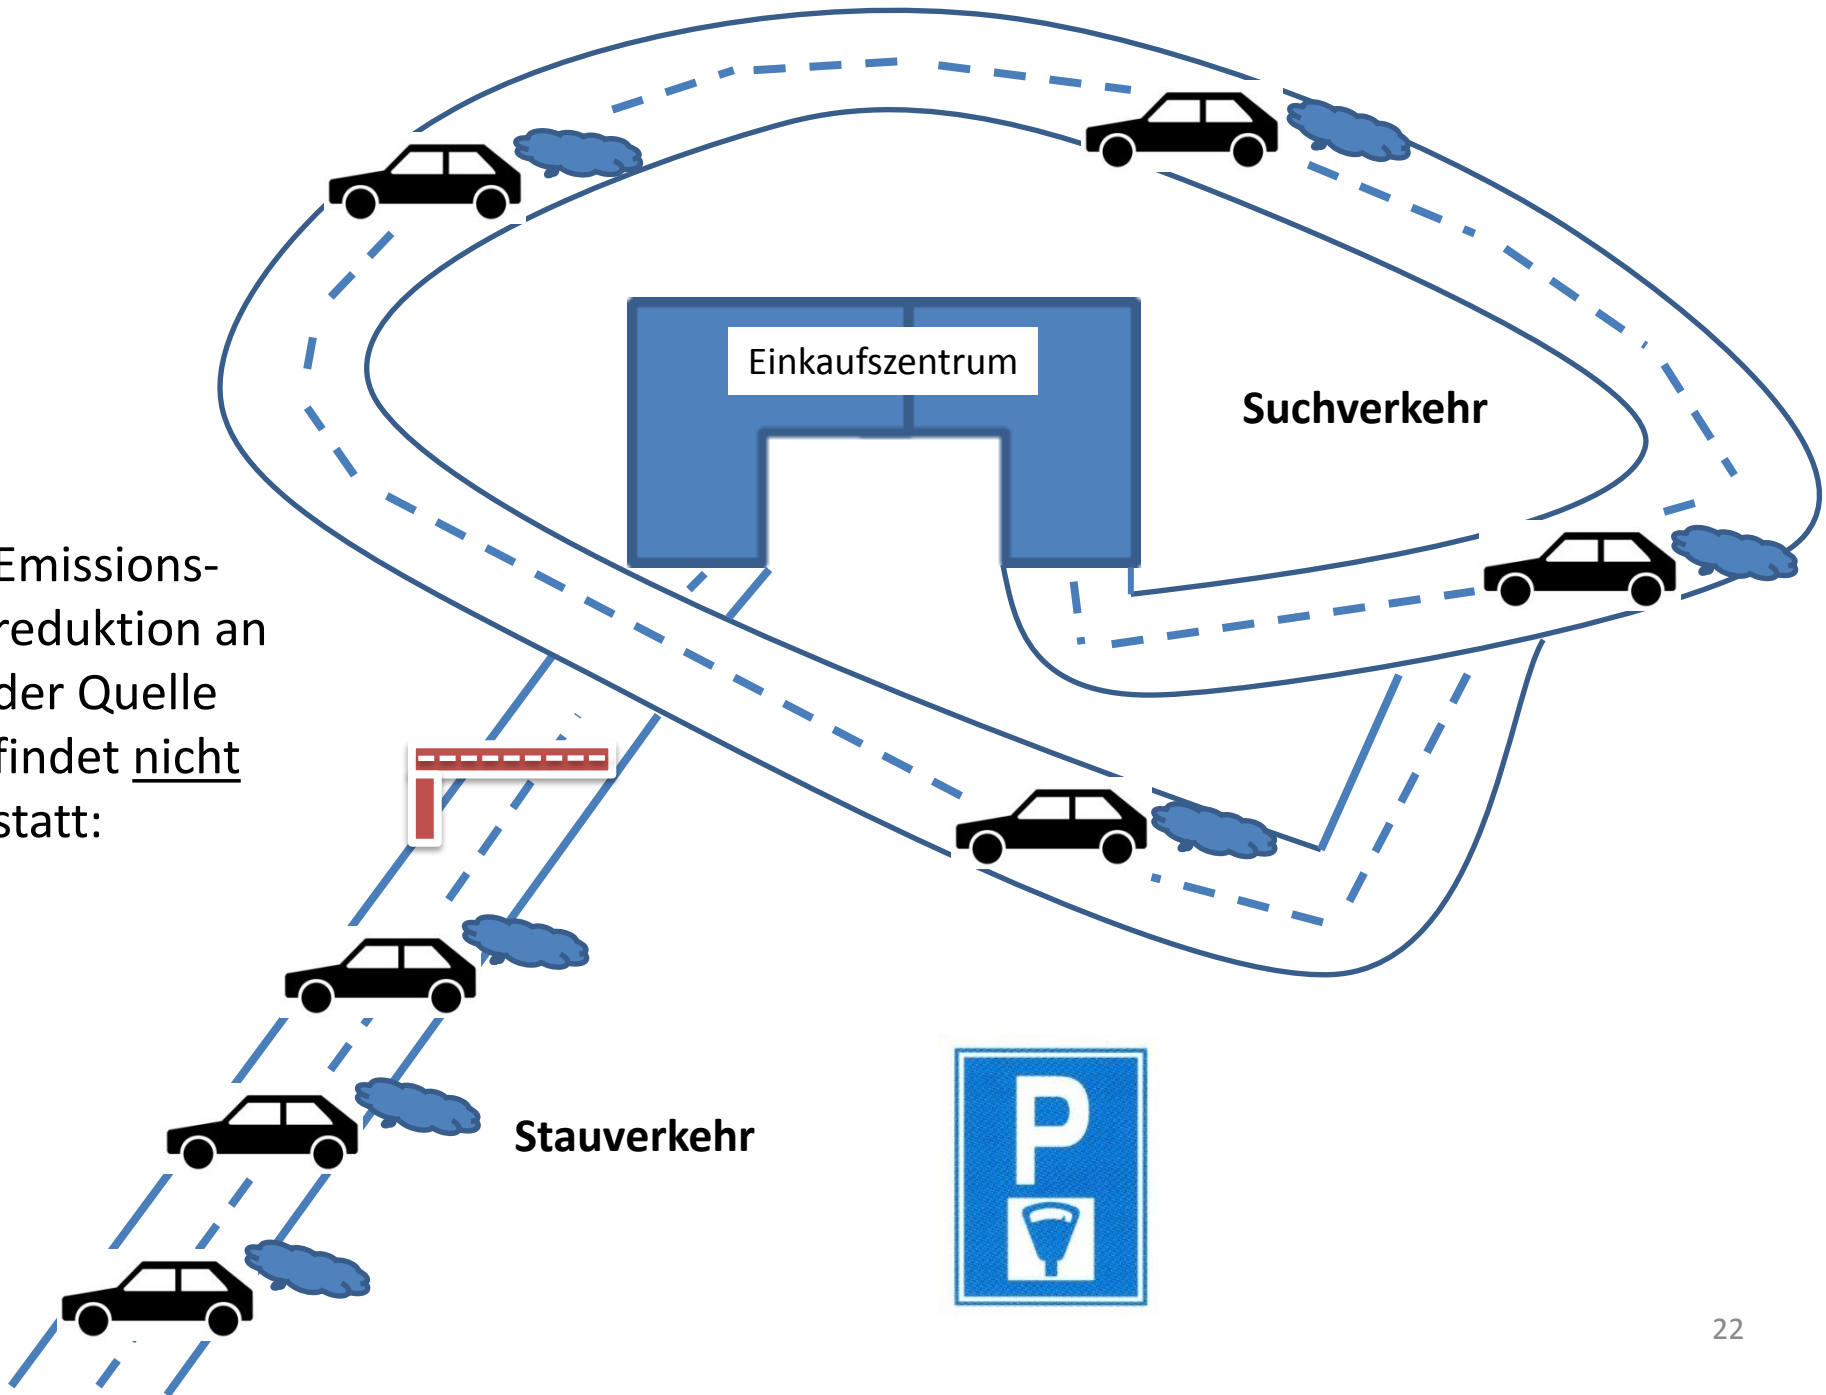 Einkaufszentrum
Suchverkehr
Emissions-
reduktion an
der Quelle
findet nicht
statt:
Stauverkehr
P
22